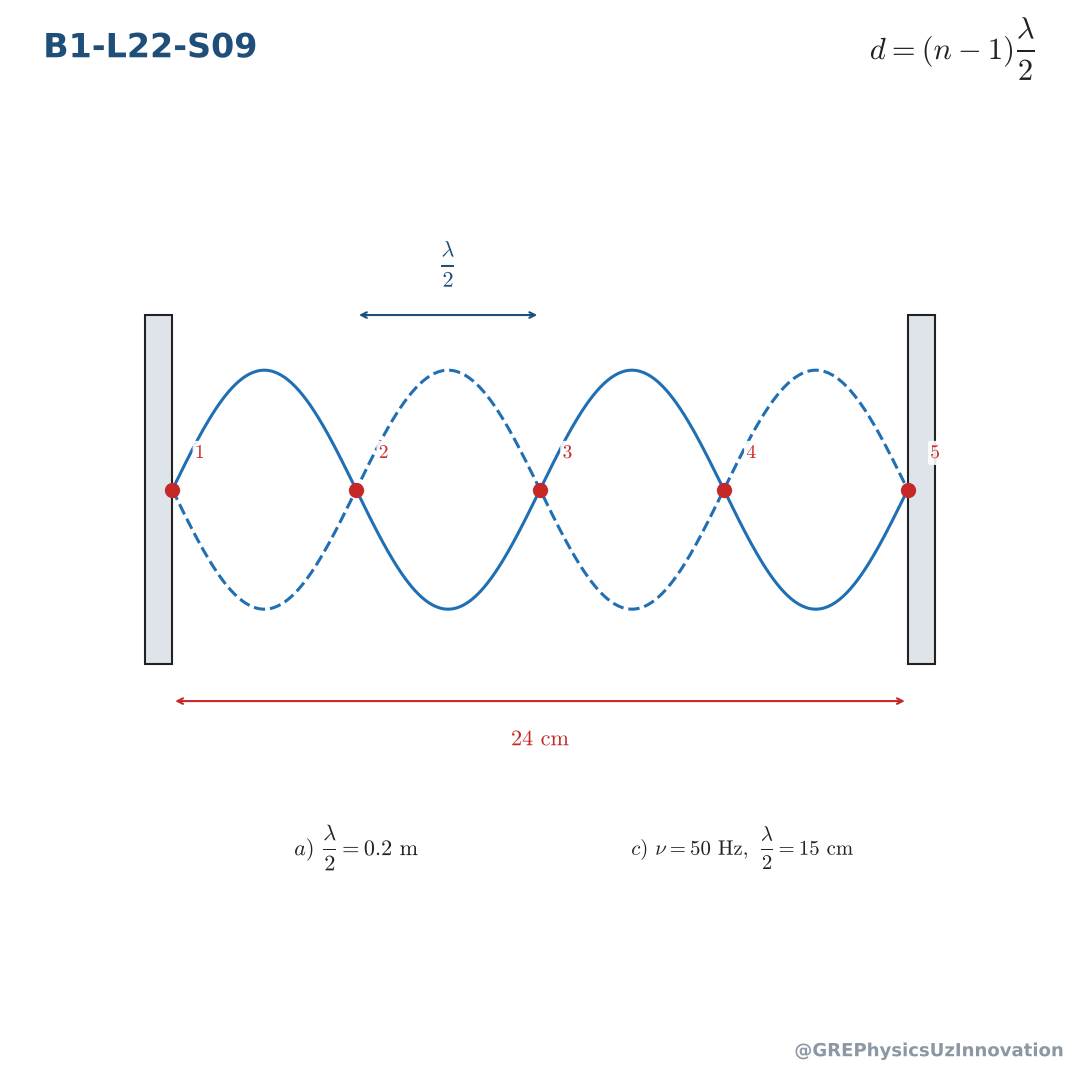 B1-L22-S09
d = (n − 1) λ/2
λ/2
1 2 3 4 5
24 cm
a) λ/2 = 0.2 m
c) ν = 50 Hz, λ/2 = 15 cm
@GREPhysicsUzInnovation